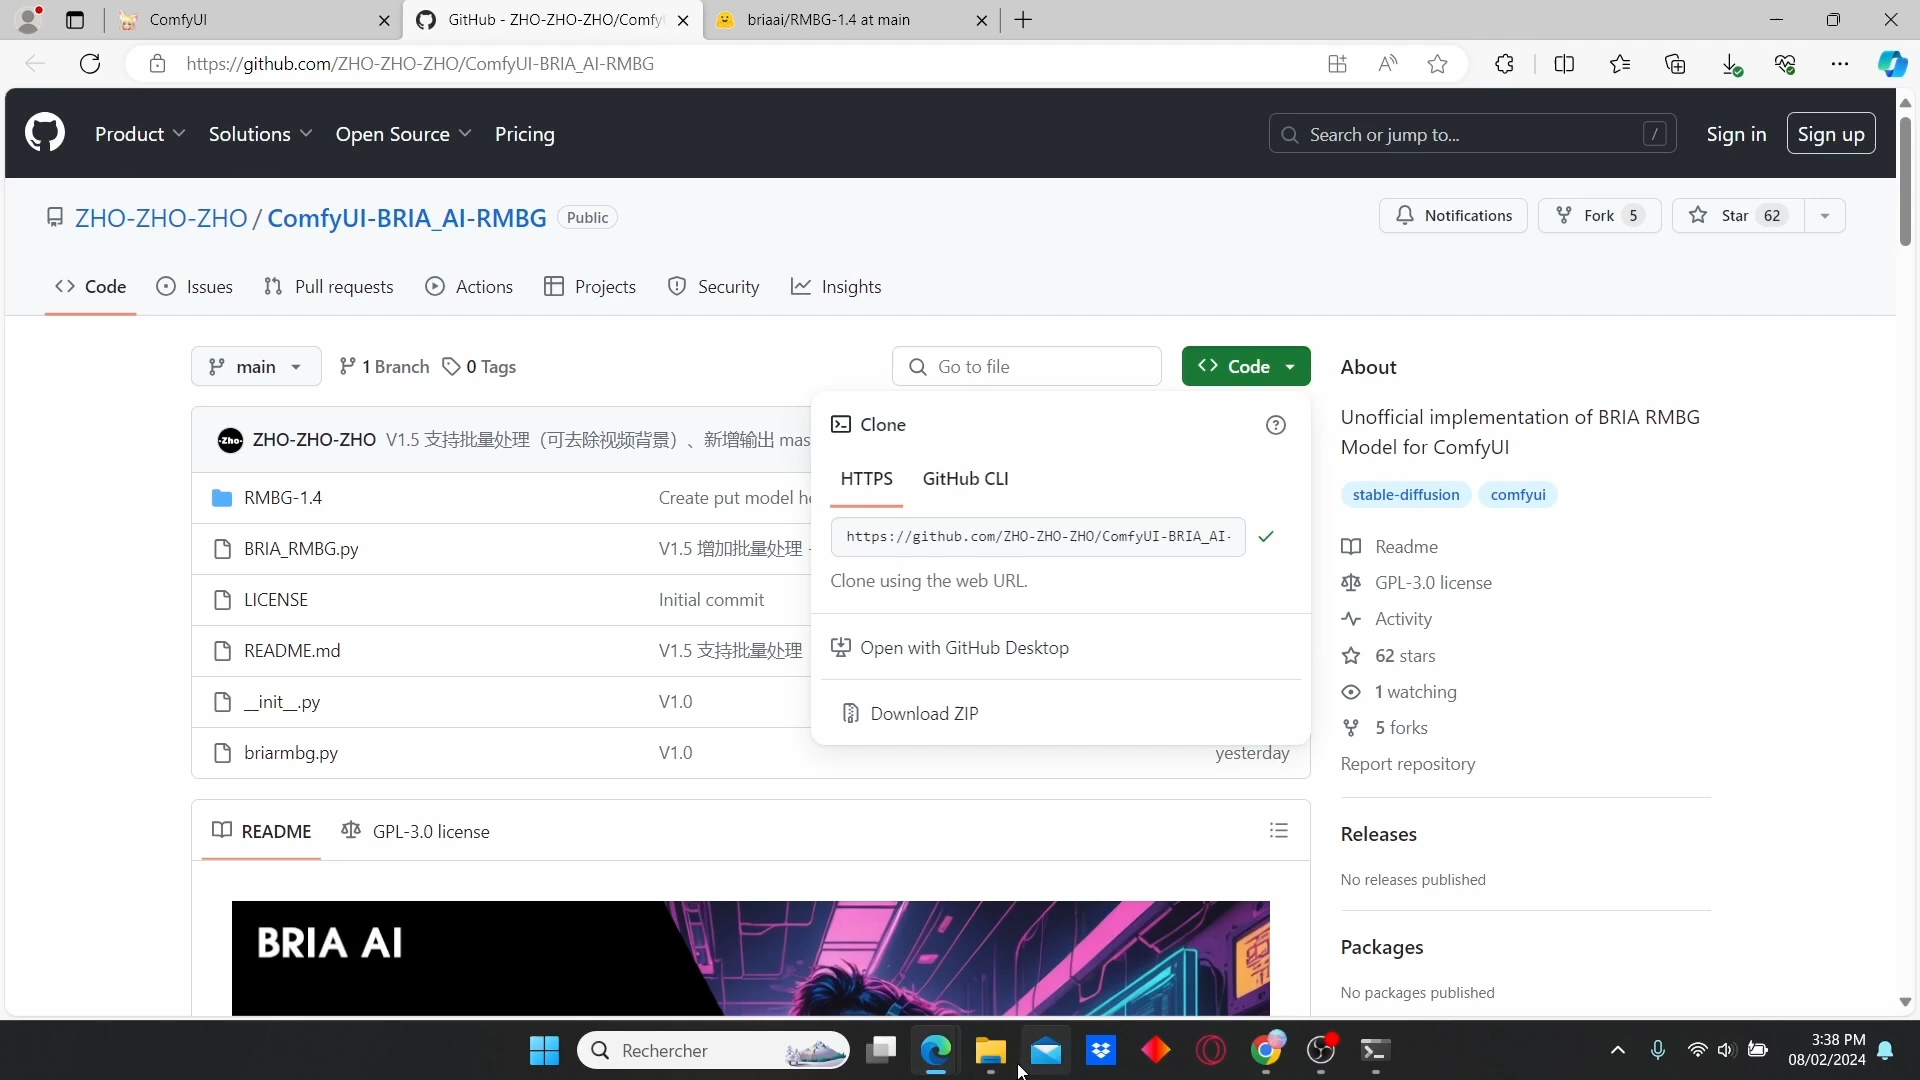 ComfyUI
GitHub - ZHO-ZHO-ZHO/Comfy
briaai/RMBG-1.4 at main
https://github.com/ZHO-ZHO-ZHO/ComfyUI-BRIA_AI-RMBG
Product
Solutions
Open Source
Pricing
Search or jump to...
/
Sign in
Sign up
ZHO-ZHO-ZHO / ComfyUI-BRIA_AI-RMBG
Public
Notifications
Fork 5
Star 62
Code
Issues
Pull requests
Actions
Projects
Security
Insights
main
1 Branch
0 Tags
Go to file
Code
-Zho-
ZHO-ZHO-ZHO V1.5 支持批量处理（可去除视频背景）、新增输出 mas
RMBG-1.4
Create put model he
BRIA_RMBG.py
V1.5 增加批量处理
LICENSE
Initial commit
README.md
V1.5 支持批量处理
__init__.py
V1.0
briarmbg.py
V1.0
yesterday
Clone
HTTPS
GitHub CLI
https://github.com/ZHO-ZHO-ZHO/ComfyUI-BRIA_AI-
Clone using the web URL.
Open with GitHub Desktop
Download ZIP
README
GPL-3.0 license
BRIA AI
About
Unofficial implementation of BRIA RMBG
Model for ComfyUI
stable-diffusion
comfyui
Readme
GPL-3.0 license
Activity
62 stars
1 watching
5 forks
Report repository
Releases
No releases published
Packages
No packages published
Rechercher
3:38 PM
08/02/2024